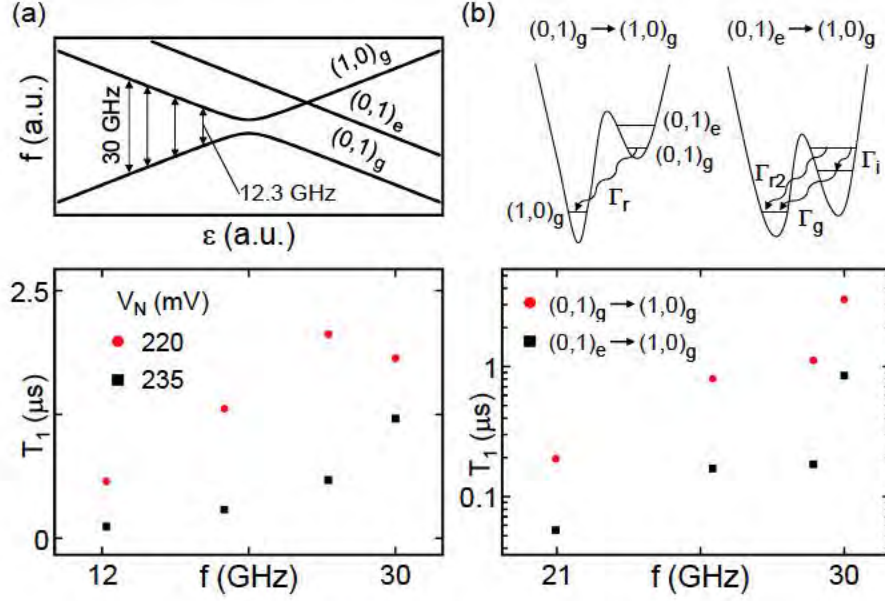 (a)
f (a.u.)
30 GHz
(1,0)g
(0,1)e
(0,1)g
12.3 GHz
ε (a.u.)
(b)
(0,1)g→(1,0)g
(0,1)e→(1,0)g
(0,1)e
(0,1)g
(1,0)g
Γr
Γr2
Γi
Γg
2.5
VN (mV)
220
235
T1 (μs)
0
12
f (GHz)
30
(0,1)g→(1,0)g
(0,1)e→(1,0)g
1
T1 (μs)
0.1
21
f (GHz)
30